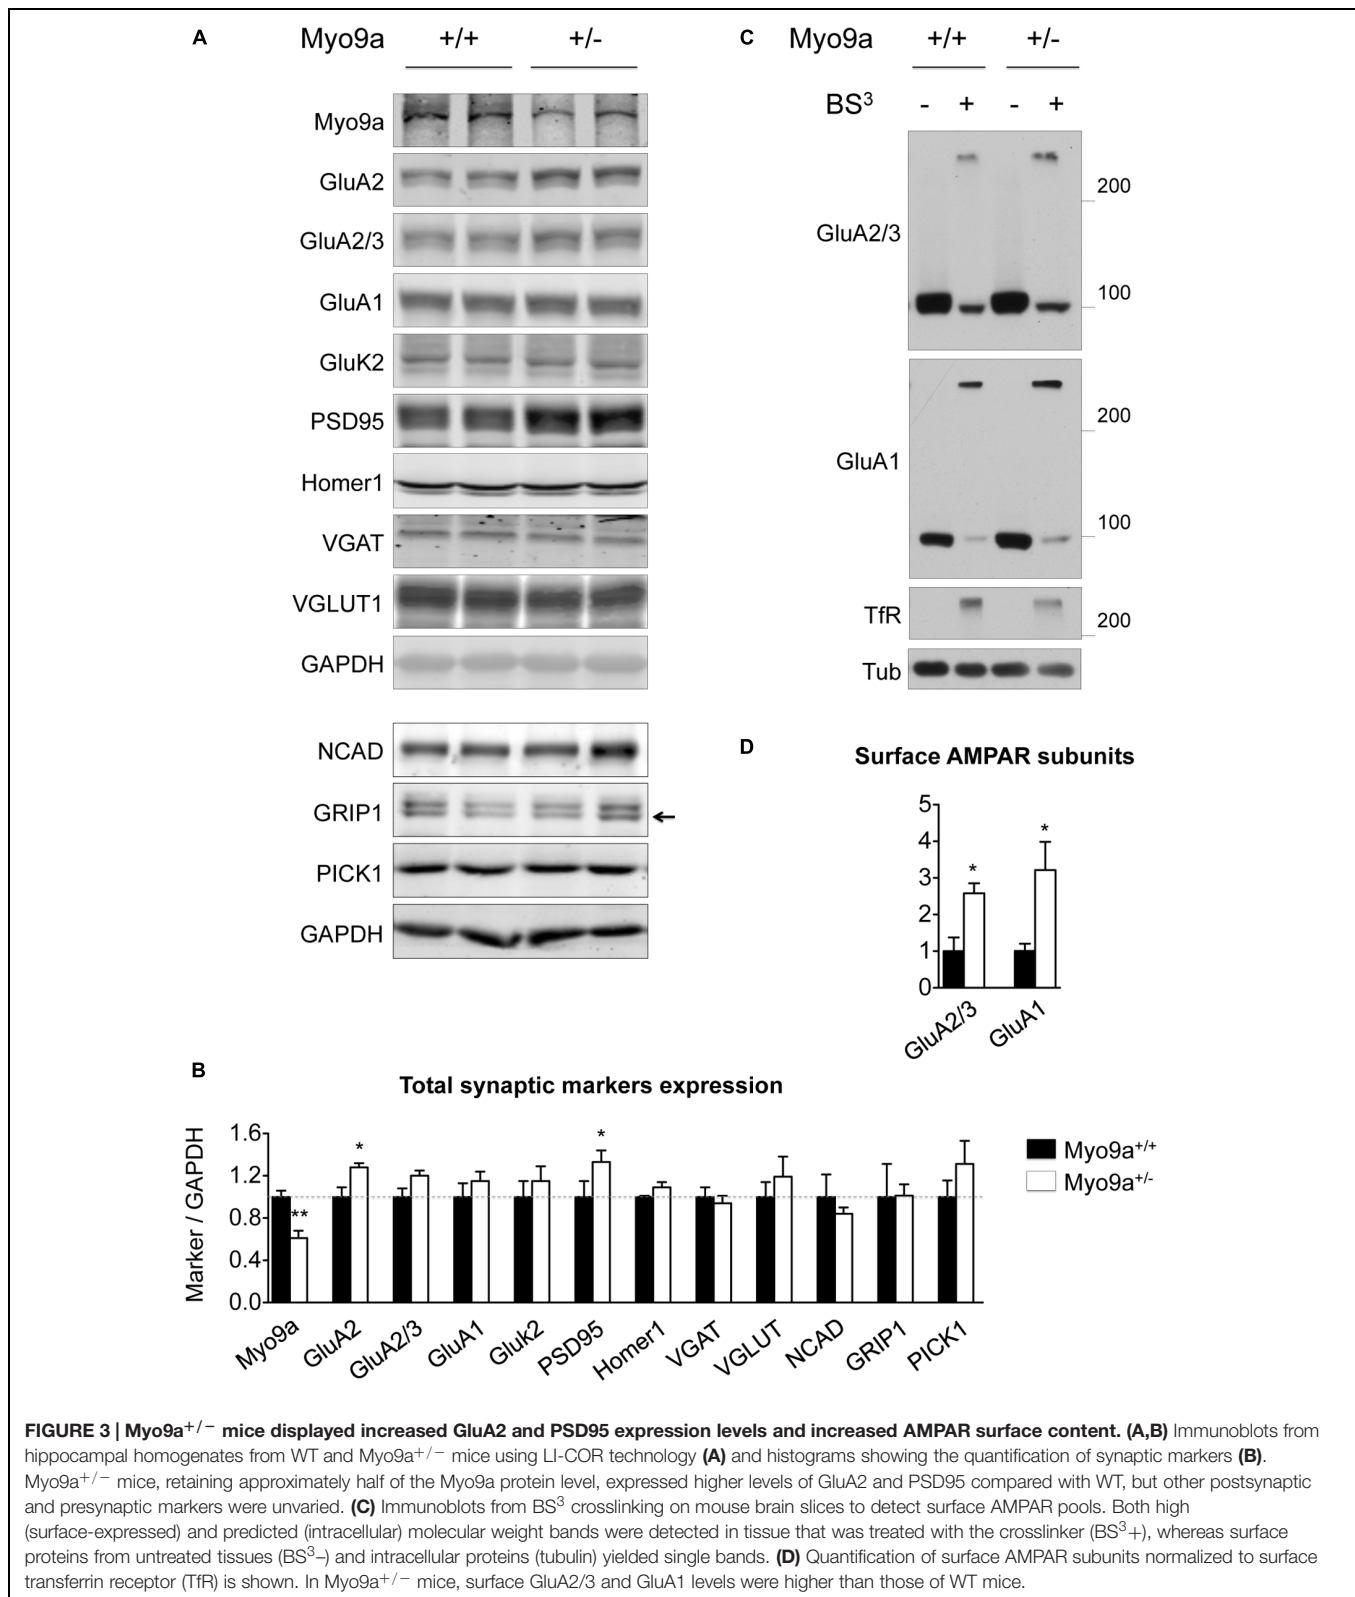 A
Myo9a
+/+
+/-
Myo9a
GluA2
GluA2/3
GluA1
GluK2
PSD95
Homer1
VGAT
VGLUT1
GAPDH
NCAD
GRIP1
PICK1
GAPDH
C
Myo9a
+/+
+/-
BS³
- + - +
GluA2/3
200
100
GluA1
200
100
TfR
200
Tub
D
Surface AMPAR subunits
5
4
3
2
1
0
* *
GluA2/3
GluA1
B
Total synaptic markers expression
Marker / GAPDH
1.6
1.2
0.8
0.4
0.0
** * *
Myo9a
GluA2
GluA2/3
GluA1
Gluk2
PSD95
Homer1
VGAT
VGLUT
NCAD
GRIP1
PICK1
Myo9a+/+
Myo9a+/-
FIGURE 3 | Myo9a+/− mice displayed increased GluA2 and PSD95 expression levels and increased AMPAR surface content. (A,B) Immunoblots from
hippocampal homogenates from WT and Myo9a+/− mice using LI-COR technology (A) and histograms showing the quantification of synaptic markers (B).
Myo9a+/− mice, retaining approximately half of the Myo9a protein level, expressed higher levels of GluA2 and PSD95 compared with WT, but other postsynaptic
and presynaptic markers were unvaried. (C) Immunoblots from BS³ crosslinking on mouse brain slices to detect surface AMPAR pools. Both high
(surface-expressed) and predicted (intracellular) molecular weight bands were detected in tissue that was treated with the crosslinker (BS³+), whereas surface
proteins from untreated tissues (BS³–) and intracellular proteins (tubulin) yielded single bands. (D) Quantification of surface AMPAR subunits normalized to surface
transferrin receptor (TfR) is shown. In Myo9a+/− mice, surface GluA2/3 and GluA1 levels were higher than those of WT mice.